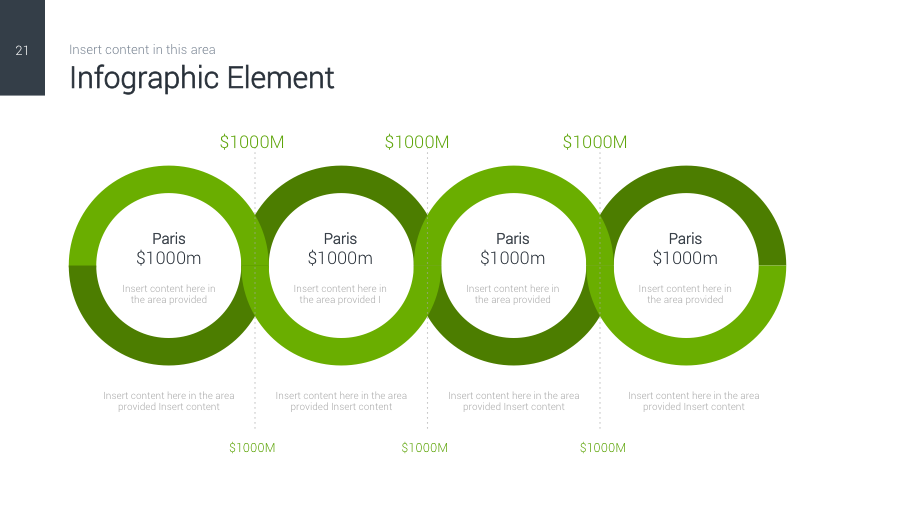 21
Insert content in this area
Infographic Element
$1000M
$1000M
$1000M
Paris
$1000m
Insert content here in
the area provided
Paris
$1000m
Insert content here in
the area provided I
Paris
$1000m
Insert content here in
the area provided
Paris
$1000m
Insert content here in
the area provided
Insert content here in the area
provided Insert content
Insert content here in the area
provided Insert content
Insert content here in the area
provided Insert content
Insert content here in the area
provided Insert content
$1000M
$1000M
$1000M